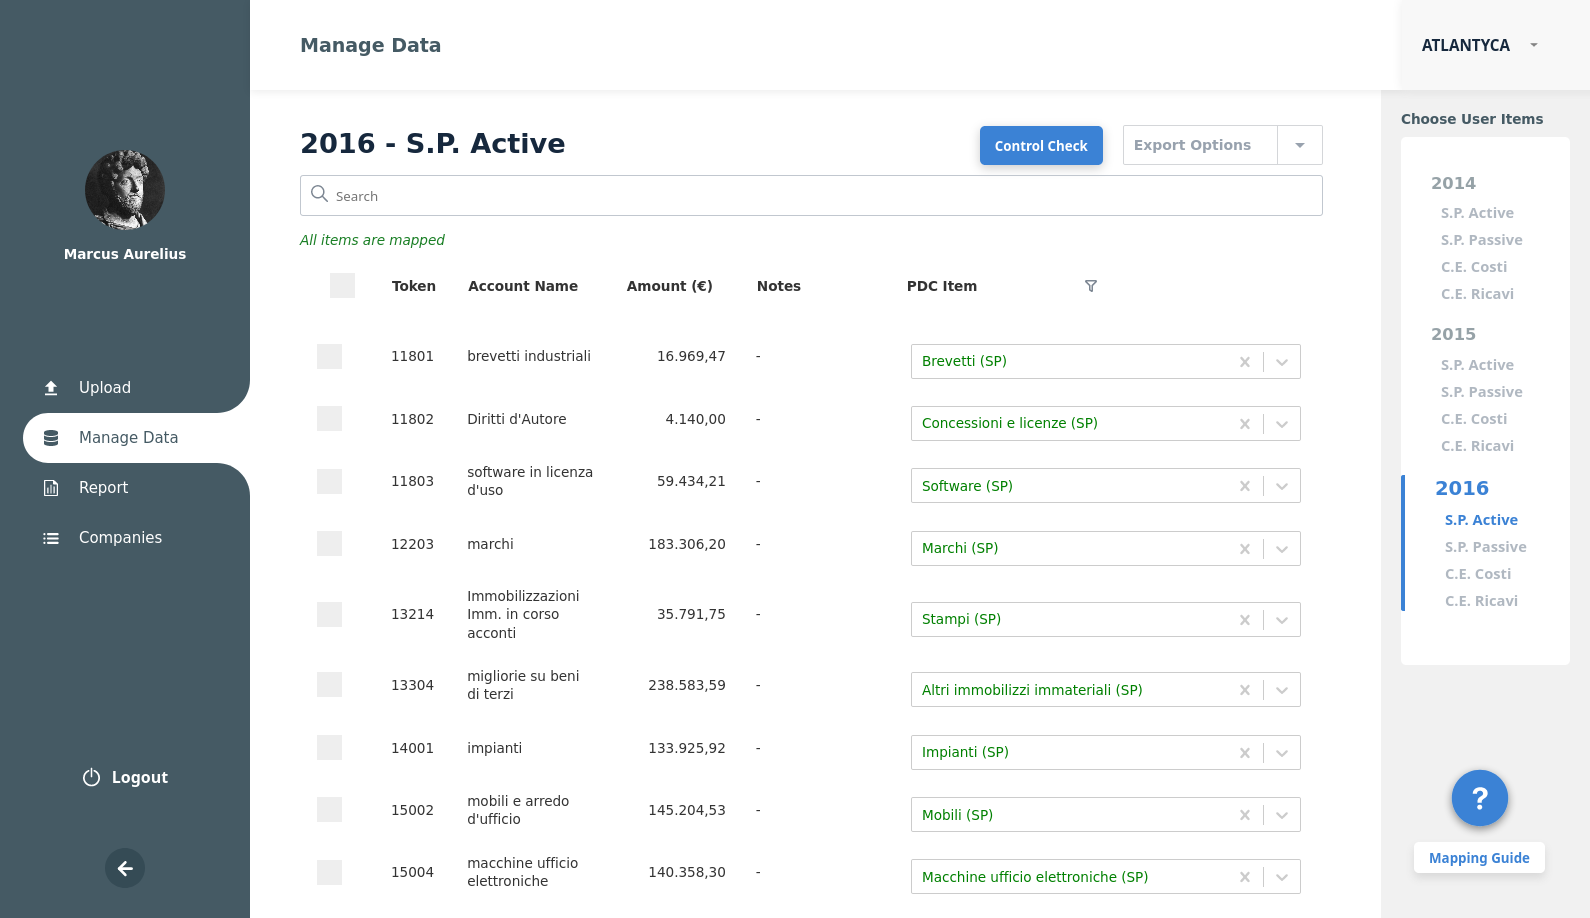 Manage Data
ATLANTYCA
Marcus Aurelius
Upload
Manage Data
Report
Companies
Logout
2016 - S.P. Active
Control Check
Export Options
Search
All items are mapped
Token Account Name Amount (€) Notes PDC Item
11801 brevetti industriali 16.969,47 - Brevetti (SP)
11802 Diritti d'Autore 4.140,00 - Concessioni e licenze (SP)
11803 software in licenza d'uso 59.434,21 - Software (SP)
12203 marchi 183.306,20 - Marchi (SP)
13214 Immobilizzazioni Imm. in corso acconti 35.791,75 - Stampi (SP)
13304 migliorie su beni di terzi 238.583,59 - Altri immobilizzi immateriali (SP)
14001 impianti 133.925,92 - Impianti (SP)
15002 mobili e arredo d'ufficio 145.204,53 - Mobili (SP)
15004 macchine ufficio elettroniche 140.358,30 - Macchine ufficio elettroniche (SP)
Choose User Items
2014
S.P. Active
S.P. Passive
C.E. Costi
C.E. Ricavi
2015
S.P. Active
S.P. Passive
C.E. Costi
C.E. Ricavi
2016
S.P. Active
S.P. Passive
C.E. Costi
C.E. Ricavi
?
Mapping Guide